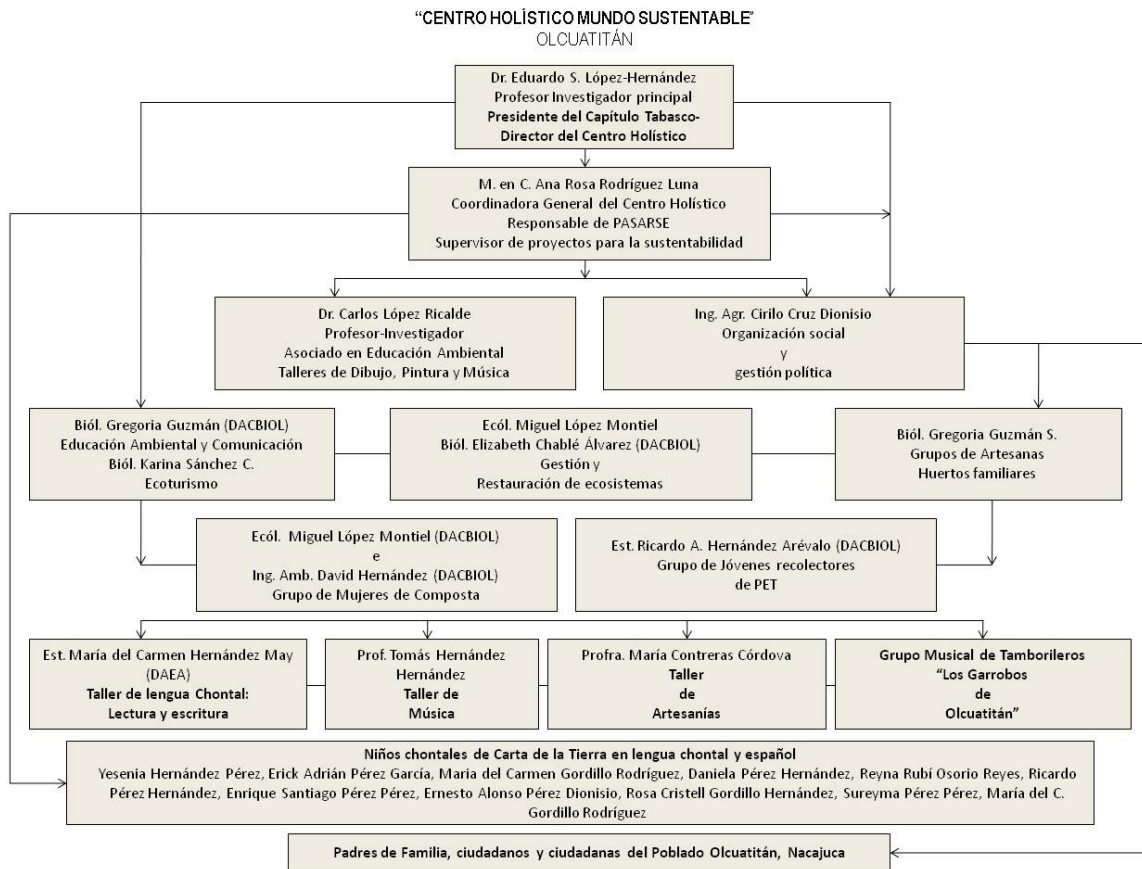 “CENTRO HOLÍSTICO MUNDO SUSTENTABLE”
OLCUATITÁN
Dr. Eduardo S. López-Hernández
Profesor Investigador principal
Presidente del Capítulo Tabasco-
Director del Centro Holístico
M. en C. Ana Rosa Rodríguez Luna
Coordinadora General del Centro Holístico
Responsable de PASARSE
Supervisor de proyectos para la sustentabilidad
Dr. Carlos López Ricalde
Profesor-Investigador
Asociado en Educación Ambiental
Talleres de Dibujo, Pintura y Música
Ing. Agr. Cirilo Cruz Dionisio
Organización social
y
gestión política
Biól. Gregoria Guzmán (DACBIOL)
Educación Ambiental y Comunicación
Biól. Karina Sánchez C.
Ecoturismo
Ecól. Miguel López Montiel
Biól. Elizabeth Chablé Álvarez (DACBIOL)
Gestión y
Restauración de ecosistemas
Biól. Gregoria Guzmán S.
Grupos de Artesanas
Huertos familiares
Ecól. Miguel López Montiel (DACBIOL)
e
Ing. Amb. David Hernández (DACBIOL)
Grupo de Mujeres de Composta
Est. Ricardo A. Hernández Arévalo (DACBIOL)
Grupo de Jóvenes recolectores
de PET
Est. María del Carmen Hernández May
(DAEA)
Taller de lengua Chontal:
Lectura y escritura
Prof. Tomás Hernández
Hernández
Taller de
Música
Profra. María Contreras Córdova
Taller
de
Artesanías
Grupo Musical de Tamborileros
“Los Garrobos
de
Olcuatitán”
Niños chontales de Carta de la Tierra en lengua chontal y español
Yesenia Hernández Pérez, Erick Adrián Pérez García, Maria del Carmen Gordillo Rodríguez, Daniela Pérez Hernández, Reyna Rubí Osorio Reyes, Ricardo
Pérez Hernández, Enrique Santiago Pérez Pérez, Ernesto Alonso Pérez Dionisio, Rosa Cristell Gordillo Hernández, Sureyma Pérez Pérez, María del C.
Gordillo Rodríguez
Padres de Familia, ciudadanos y ciudadanas del Poblado Olcuatitán, Nacajuca